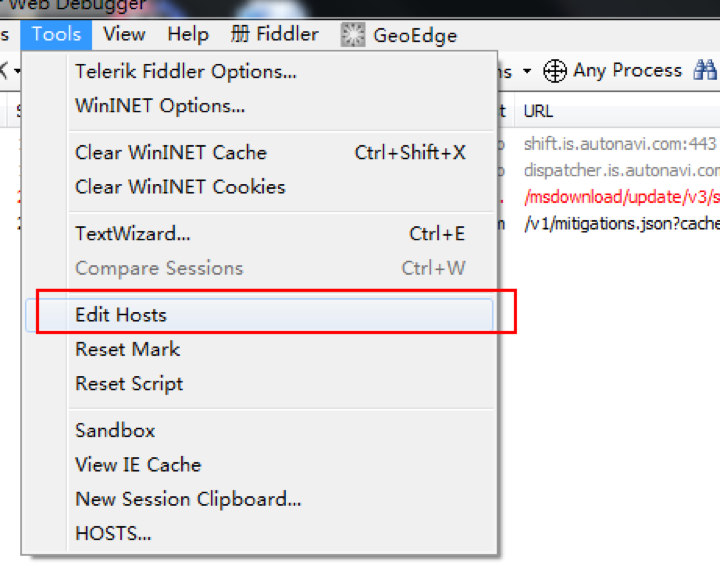 Web Debugger
Tools View Help 册 Fiddler GeoEdge
Any Process
URL
Telerik Fiddler Options...
WinINET Options...
Clear WinINET Cache Ctrl+Shift+X
Clear WinINET Cookies
TextWizard... Ctrl+E
Compare Sessions Ctrl+W
Edit Hosts
Reset Mark
Reset Script
Sandbox
View IE Cache
New Session Clipboard...
HOSTS...
shift.is.autonavi.com:443
dispatcher.is.autonavi.com
/msdownload/update/v3/s
/v1/mitigations.json?cache